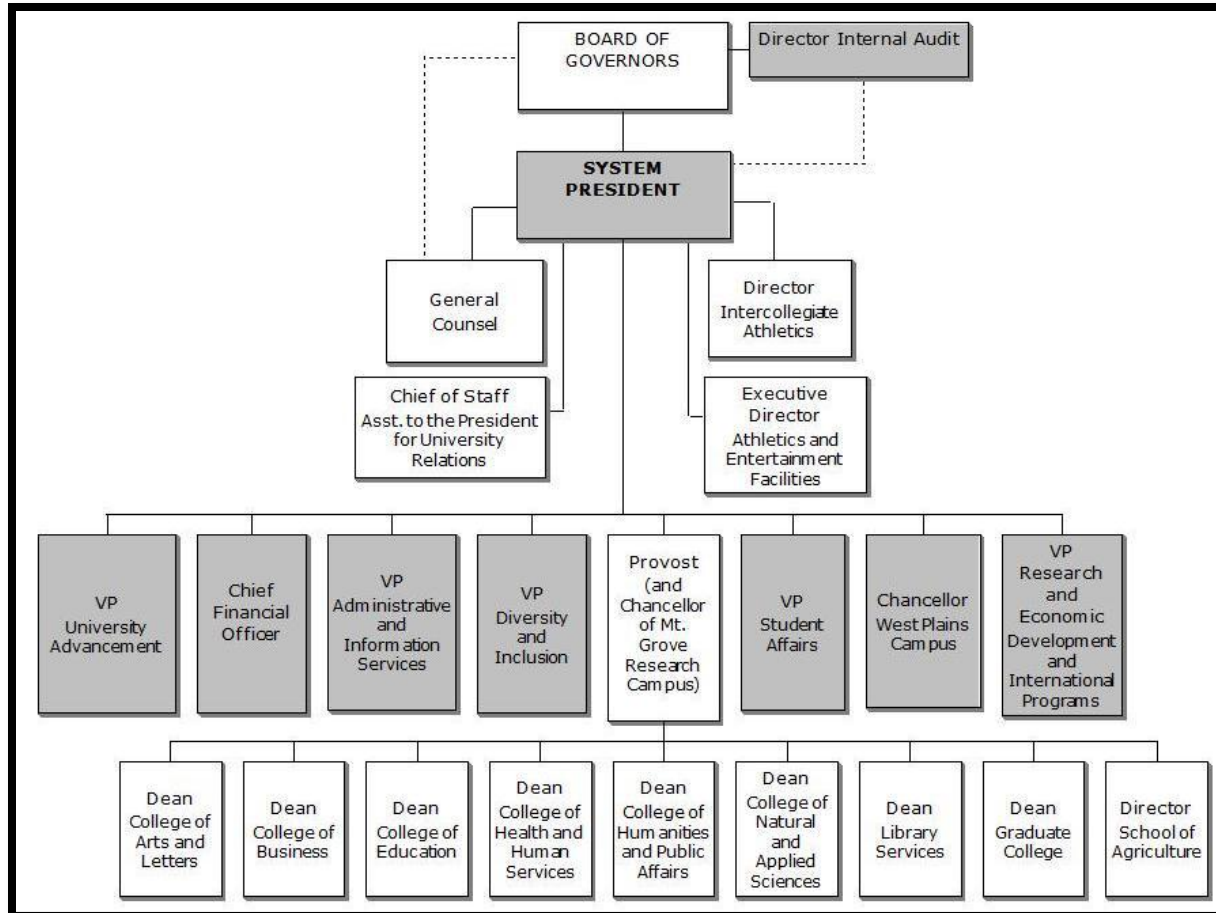 BOARD OF
GOVERNORS
Director Internal Audit
SYSTEM
PRESIDENT
General
Counsel
Director
Intercollegiate
Athletics
Chief of Staff
Asst. to the President
for University
Relations
Executive
Director
Athletics and
Entertainment
Facilities
VP
University
Advancement
Chief
Financial
Officer
VP
Administrative
and
Information
Services
VP
Diversity
and
Inclusion
Provost
(and
Chancellor
of Mt.
Grove
Research
Campus)
VP
Student
Affairs
Chancellor
West Plains
Campus
VP
Research
and
Economic
Development
and
International
Programs
Dean
College of
Arts and
Letters
Dean
College of
Business
Dean
College of
Education
Dean
College of
Health and
Human
Services
Dean
College of
Humanities
and Public
Affairs
Dean
College of
Natural
and
Applied
Sciences
Dean
Library
Services
Dean
Graduate
College
Director
School of
Agriculture